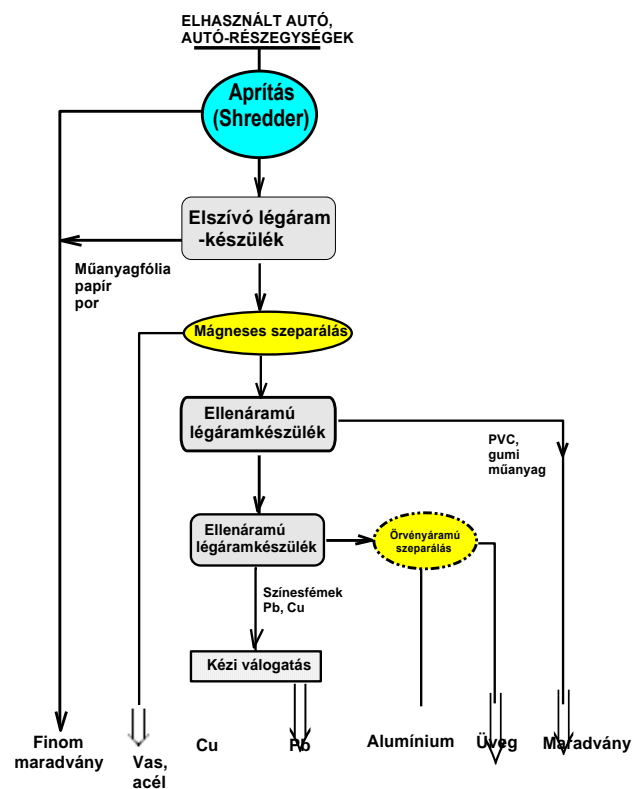 ELHASZNÁLT AUTÓ,
AUTÓ-RÉSZEGYSÉGEK
Aprítás
(Shredder)
Elszívó légáram
-készülék
Műanyagfólia
papír
por
Mágneses szeparálás
Ellenáramú
légáramkészülék
PVC,
gumi
műanyag
Ellenáramú
légáramkészülék
Örvényáramú
szeparálás
Színesfémek
Pb, Cu
Kézi válogatás
Finom
maradvány
Vas,
acél
Cu
Pb
Alumínium
Üveg
Maradvány